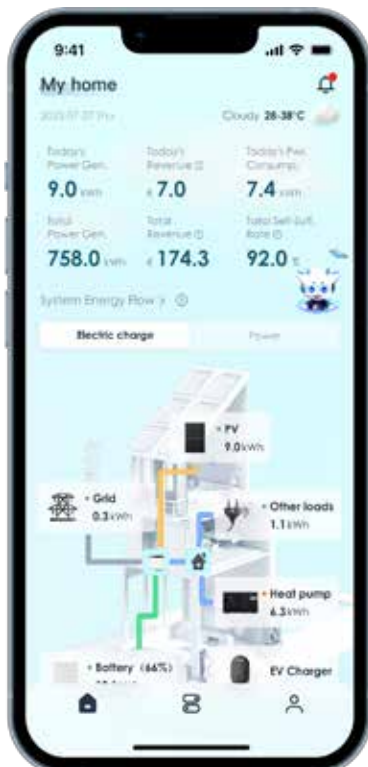 9:41
My home
Cloudy 28-38°C
Today's Today's Today's Pwr.
Power Gen. Revenue Consump.
9.0 kWh € 7.0 7.4 kWh
Total Total Total Self-Suff.
Power Gen. Revenue Rate
758.0 kWh € 174.3 92.0 %
System Energy Flow >
Electric charge Power
• PV
9.0 kWh
• Grid
0.3 kWh
• Other loads
1.1 kWh
• Heat pump
6.3 kWh
• Battery (66%)
EV Charger